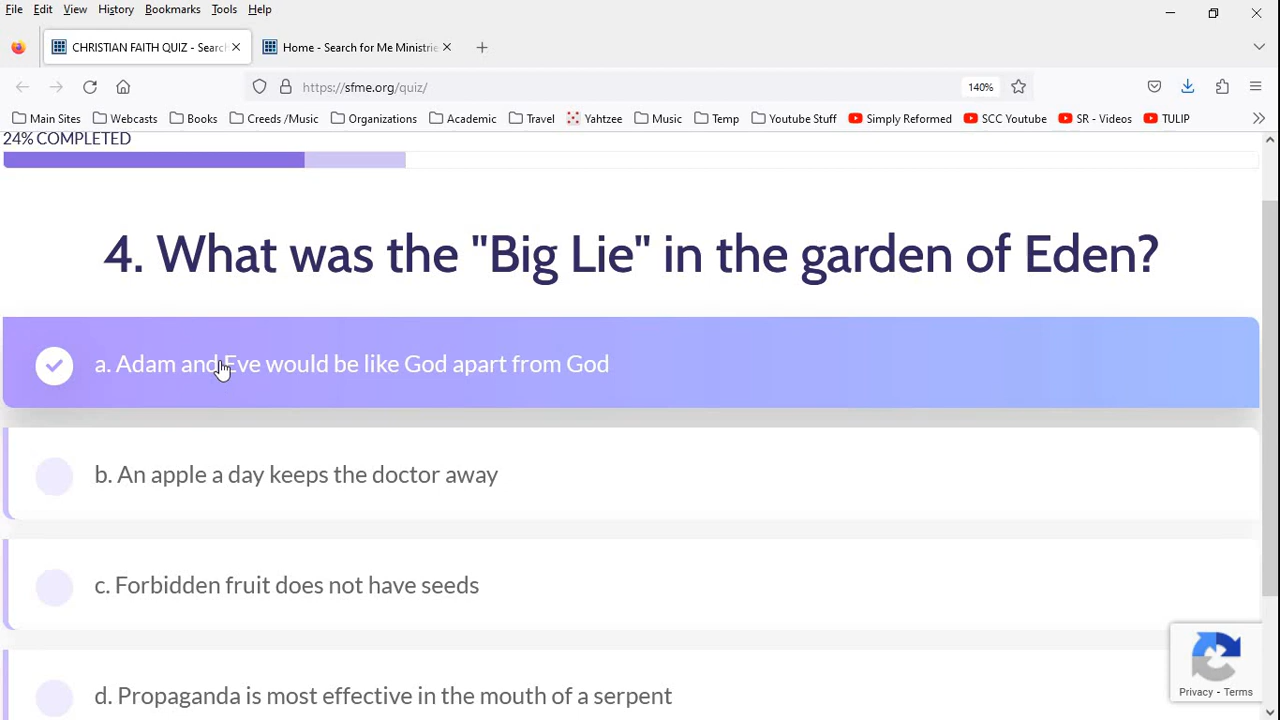 File Edit View History Bookmarks Tools Help
CHRISTIAN FAITH QUIZ - Searc Home - Search for Me Ministrie
https://sfme.org/quiz/ 140%
Main Sites Webcasts Books Creeds /Music Organizations Academic Travel Yahtzee Music Temp Youtube Stuff Simply Reformed SCC Youtube SR - Videos TULIP
24% COMPLETED
4. What was the "Big Lie" in the garden of Eden?
a. Adam and Eve would be like God apart from God
b. An apple a day keeps the doctor away
c. Forbidden fruit does not have seeds
d. Propaganda is most effective in the mouth of a serpent
Privacy - Terms